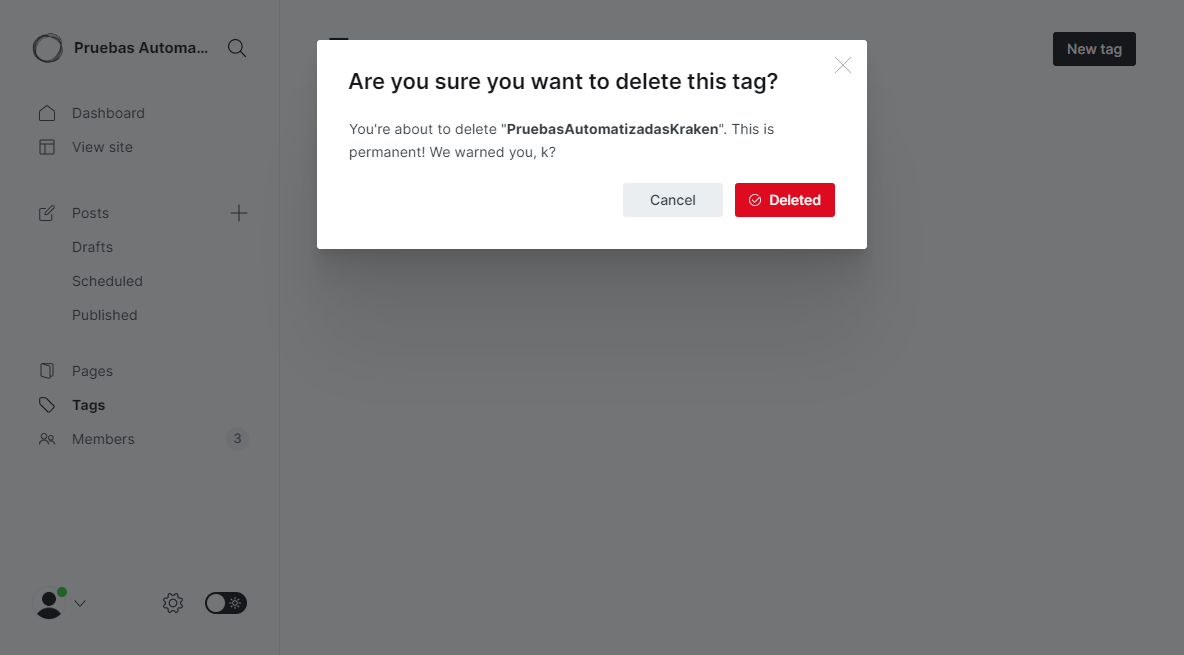 Pruebas Automa...
New tag
Dashboard
View site
Posts
Drafts
Scheduled
Published
Pages
Tags
Members
3
Are you sure you want to delete this tag?
You're about to delete "PruebasAutomatizadasKraken". This is
permanent! We warned you, k?
Cancel
Deleted